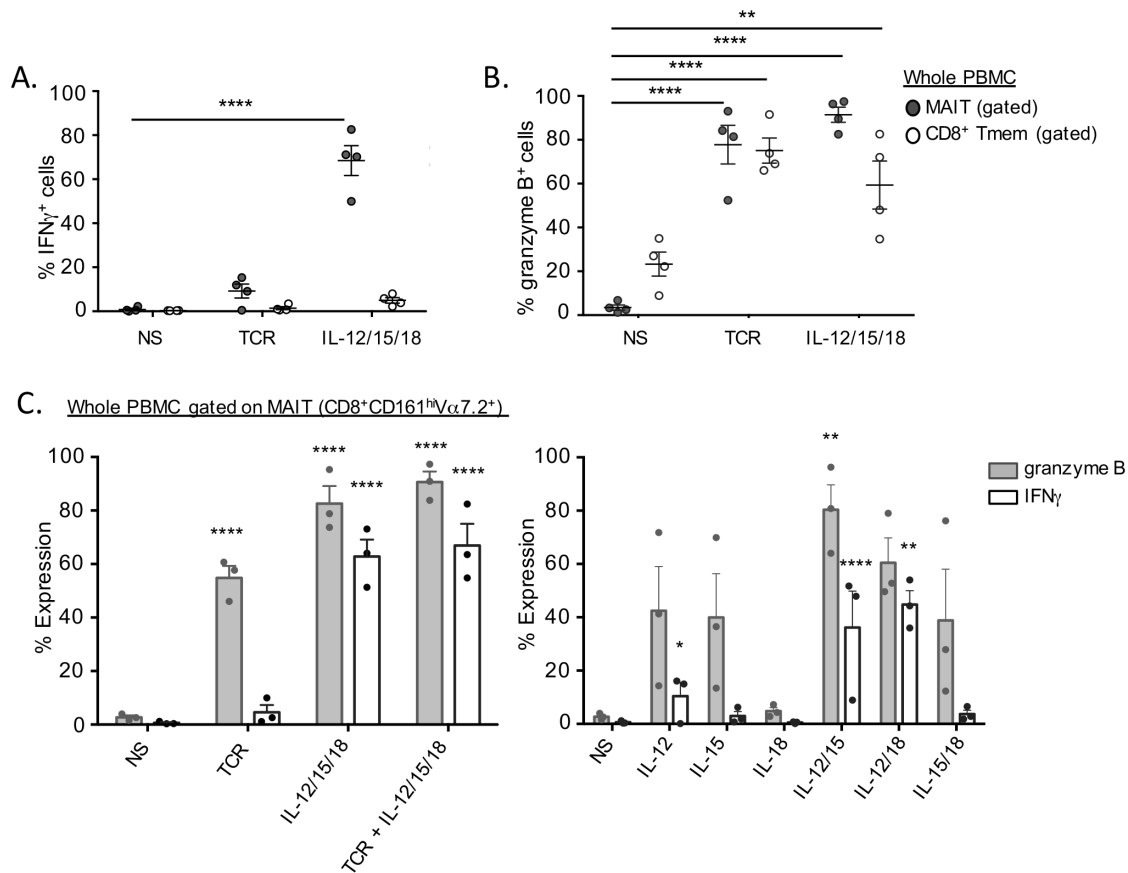 A.
% IFNγ⁺ cells
100
80
60
40
20
0
****
NS
TCR
IL-12/15/18
B.
% granzyme B⁺ cells
100
80
60
40
20
0
**
****
****
****
NS
TCR
IL-12/15/18
Whole PBMC
MAIT (gated)
CD8⁺ Tmem (gated)
C.
Whole PBMC gated on MAIT (CD8⁺CD161ʰⁱVα7.2⁺)
% Expression
100
80
60
40
20
0
****
****
****
****
****
NS
TCR
IL-12/15/18
TCR + IL-12/15/18
% Expression
100
80
60
40
20
0
*
**
****
**
NS
IL-12
IL-15
IL-18
IL-12/15
IL-12/18
IL-15/18
granzyme B
IFNγ